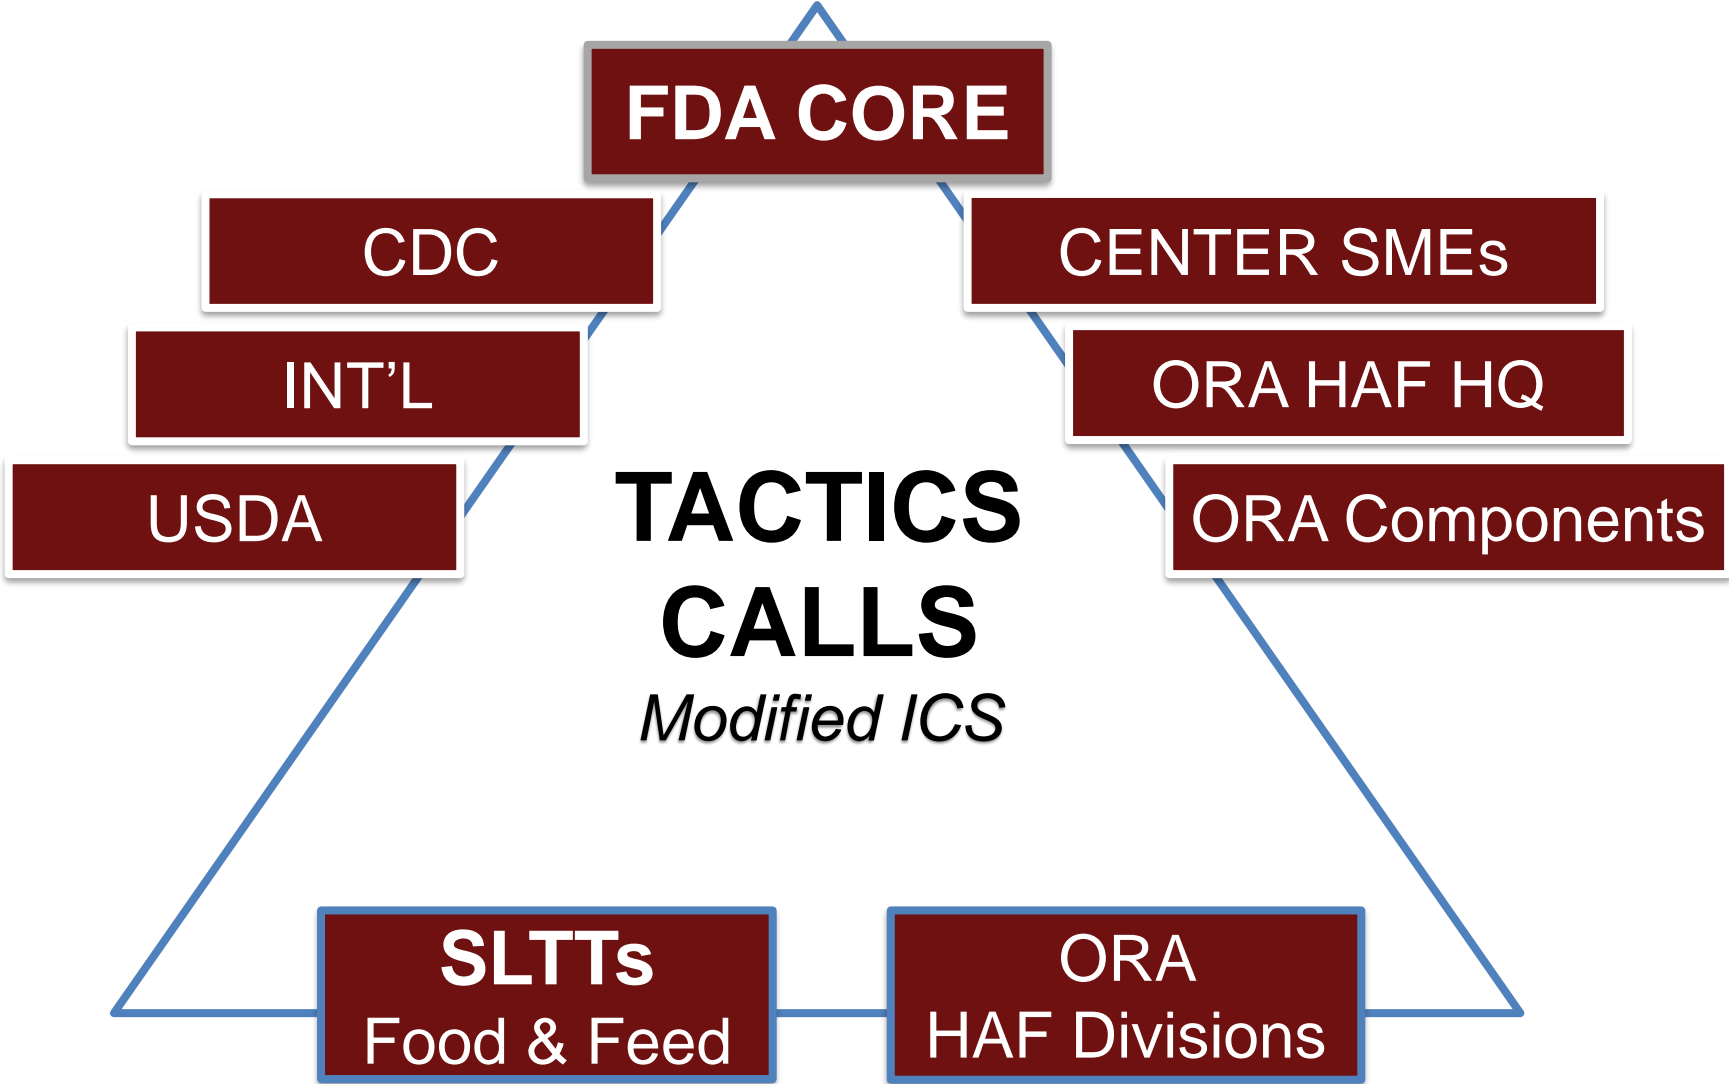 FDA CORE
CDC
CENTER SMEs
INT’L
ORA HAF HQ
USDA
ORA Components
TACTICS
CALLS
Modified ICS
SLTTs
Food & Feed
ORA
HAF Divisions